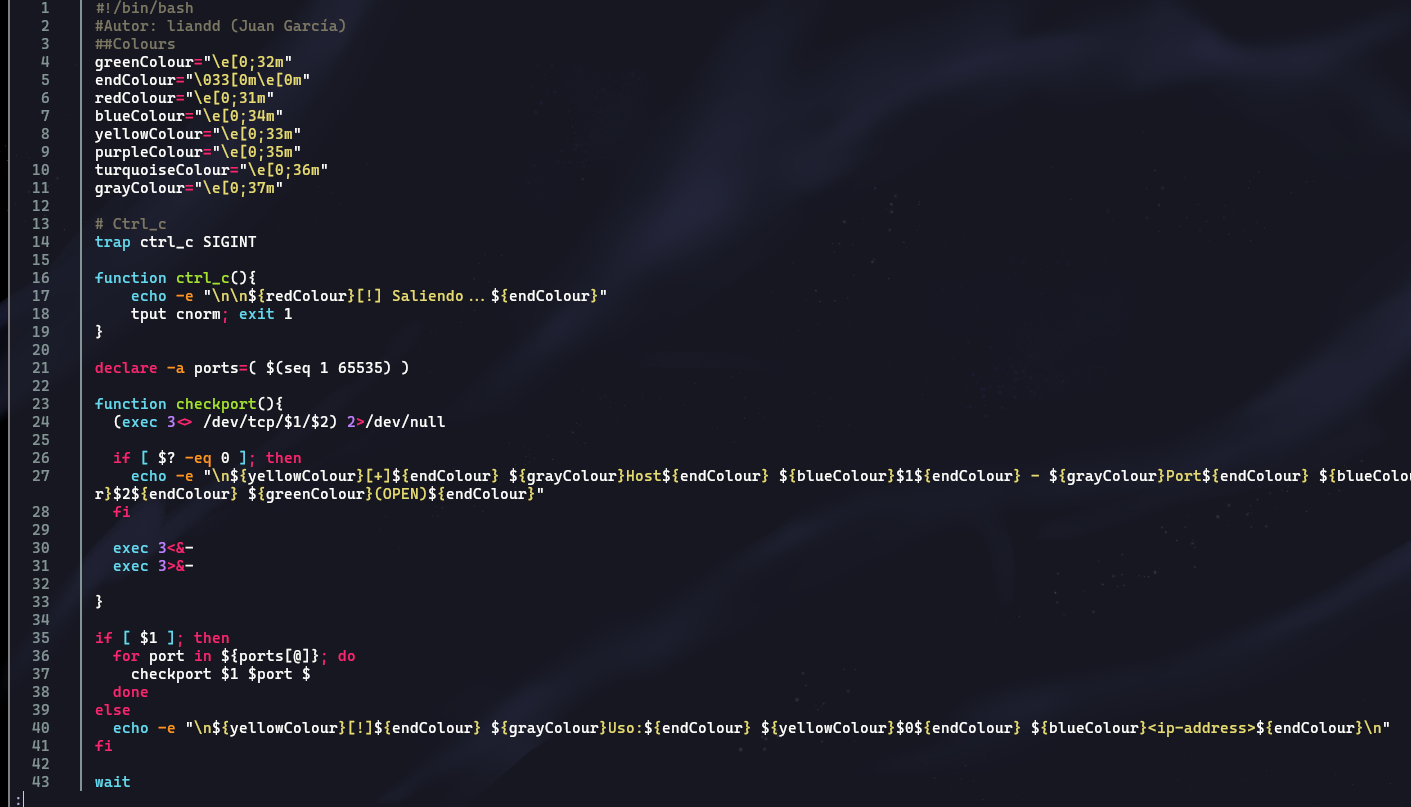 1 #!/bin/bash
2 #Autor: liandd (Juan García)
3 ##Colours
4 greenColour="\e[0;32m"
5 endColour="\033[0m\e[0m"
6 redColour="\e[0;31m"
7 blueColour="\e[0;34m"
8 yellowColour="\e[0;33m"
9 purpleColour="\e[0;35m"
10 turquoiseColour="\e[0;36m"
11 grayColour="\e[0;37m"
12
13 # Ctrl_c
14 trap ctrl_c SIGINT
15
16 function ctrl_c(){
17     echo -e "\n\n${redColour}[!] Saliendo...${endColour}"
18     tput cnorm; exit 1
19 }
20
21 declare -a ports=( $(seq 1 65535) )
22
23 function checkport(){
24   (exec 3<> /dev/tcp/$1/$2) 2>/dev/null
25
26   if [ $? -eq 0 ]; then
27     echo -e "\n${yellowColour}[+]${endColour} ${grayColour}Host${endColour} ${blueColour}$1${endColour} - ${grayColour}Port${endColour} ${blueColou
r}$2${endColour} ${greenColour}(OPEN)${endColour}"
28   fi
29
30   exec 3<&-
31   exec 3>&-
32
33 }
34
35 if [ $1 ]; then
36   for port in ${ports[@]}; do
37     checkport $1 $port $
38   done
39 else
40   echo -e "\n${yellowColour}[!]${endColour} ${grayColour}Uso:${endColour} ${yellowColour}$0${endColour} ${blueColour}<ip-address>${endColour}\n"
41 fi
42
43 wait
: